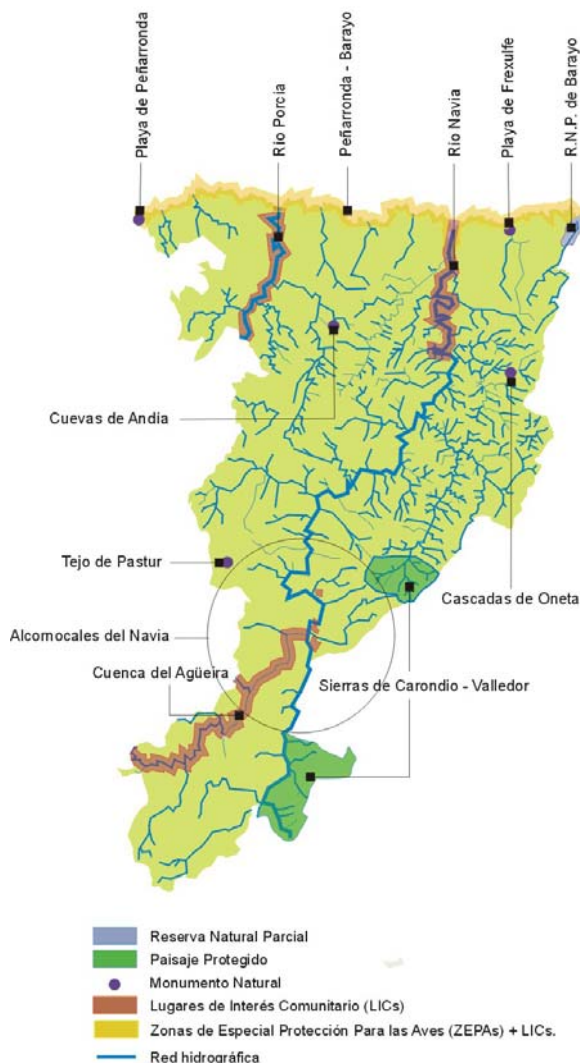 Playa de Peñarronda
Río Porcia
Peñarronda - Barayo
Río Navia
Playa de Frexulfe
R.N.P. de Barayo
Cuevas de Andía
Tejo de Pastur
Cascadas de Oneta
Alcornocales del Navia
Cuenca del Agüeira
Sierras de Carondio - Valledor
Reserva Natural Parcial
Paisaje Protegido
Monumento Natural
Lugares de Interés Comunitario (LICs)
Zonas de Especial Protección Para las Aves (ZEPAs) + LICs.
Red hidrográfica